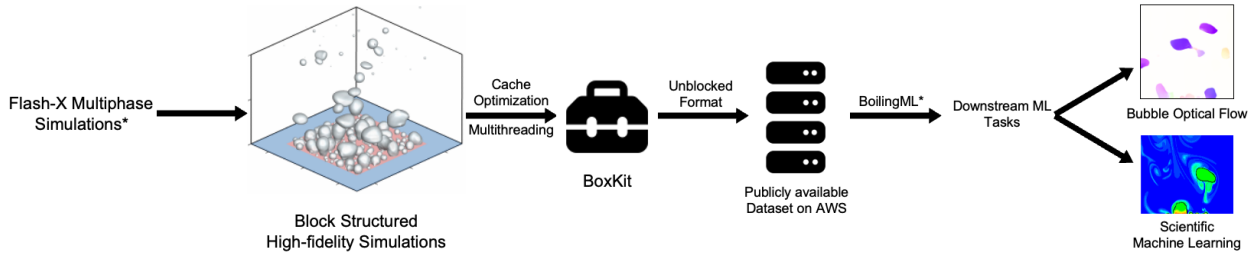 Flash-X Multiphase
Simulations*
Block Structured
High-fidelity Simulations
Cache
Optimization
Multithreading
BoxKit
Unblocked
Format
Publicly available
Dataset on AWS
BoilingML*
Downstream ML
Tasks
Bubble Optical Flow
Scientific
Machine Learning